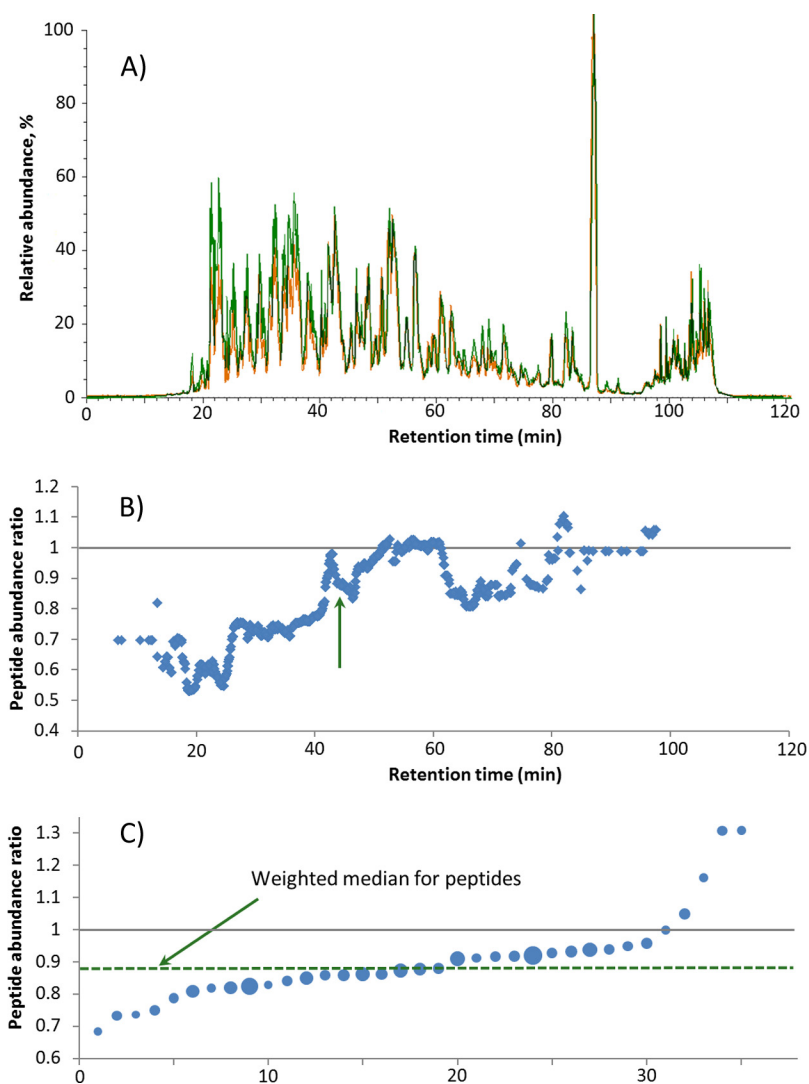 A)
Relative abundance, %
100
80
60
40
20
0
0 20 40 60 80 100 120
Retention time (min)
B)
Peptide abundance ratio
1.2
1.1
1
0.9
0.8
0.7
0.6
0.5
0.4
0 20 40 60 80 100 120
Retention time (min)
C)
Peptide abundance ratio
1.3
1.2
1.1
1
0.9
0.8
0.7
0.6
Weighted median for peptides
0 10 20 30